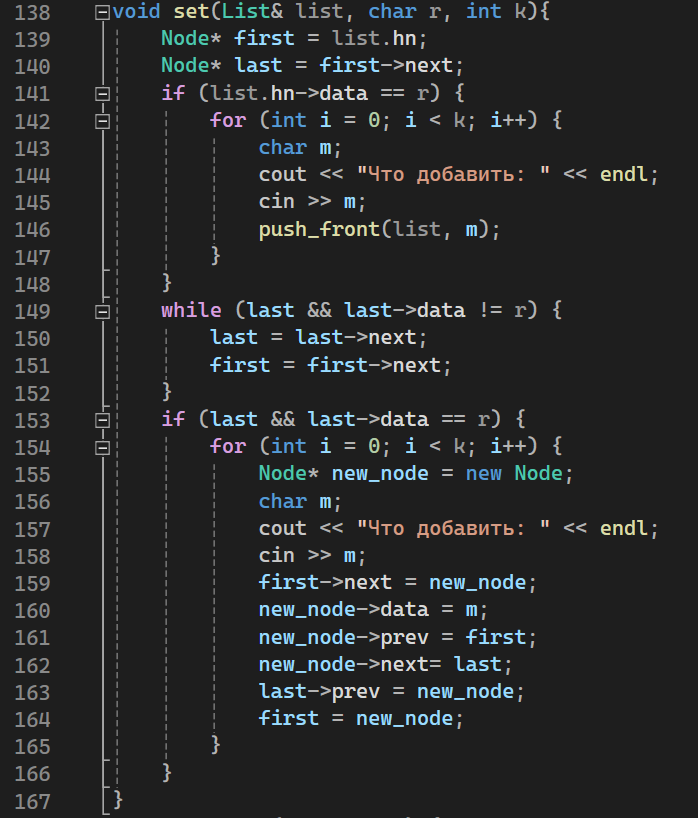 138 void set(List& list, char r, int k){
139     Node* first = list.hn;
140     Node* last = first->next;
141     if (list.hn->data == r) {
142         for (int i = 0; i < k; i++) {
143             char m;
144             cout << "Что добавить: " << endl;
145             cin >> m;
146             push_front(list, m);
147         }
148     }
149     while (last && last->data != r) {
150         last = last->next;
151         first = first->next;
152     }
153     if (last && last->data == r) {
154         for (int i = 0; i < k; i++) {
155             Node* new_node = new Node;
156             char m;
157             cout << "Что добавить: " << endl;
158             cin >> m;
159             first->next = new_node;
160             new_node->data = m;
161             new_node->prev = first;
162             new_node->next= last;
163             last->prev = new_node;
164             first = new_node;
165         }
166     }
167 }